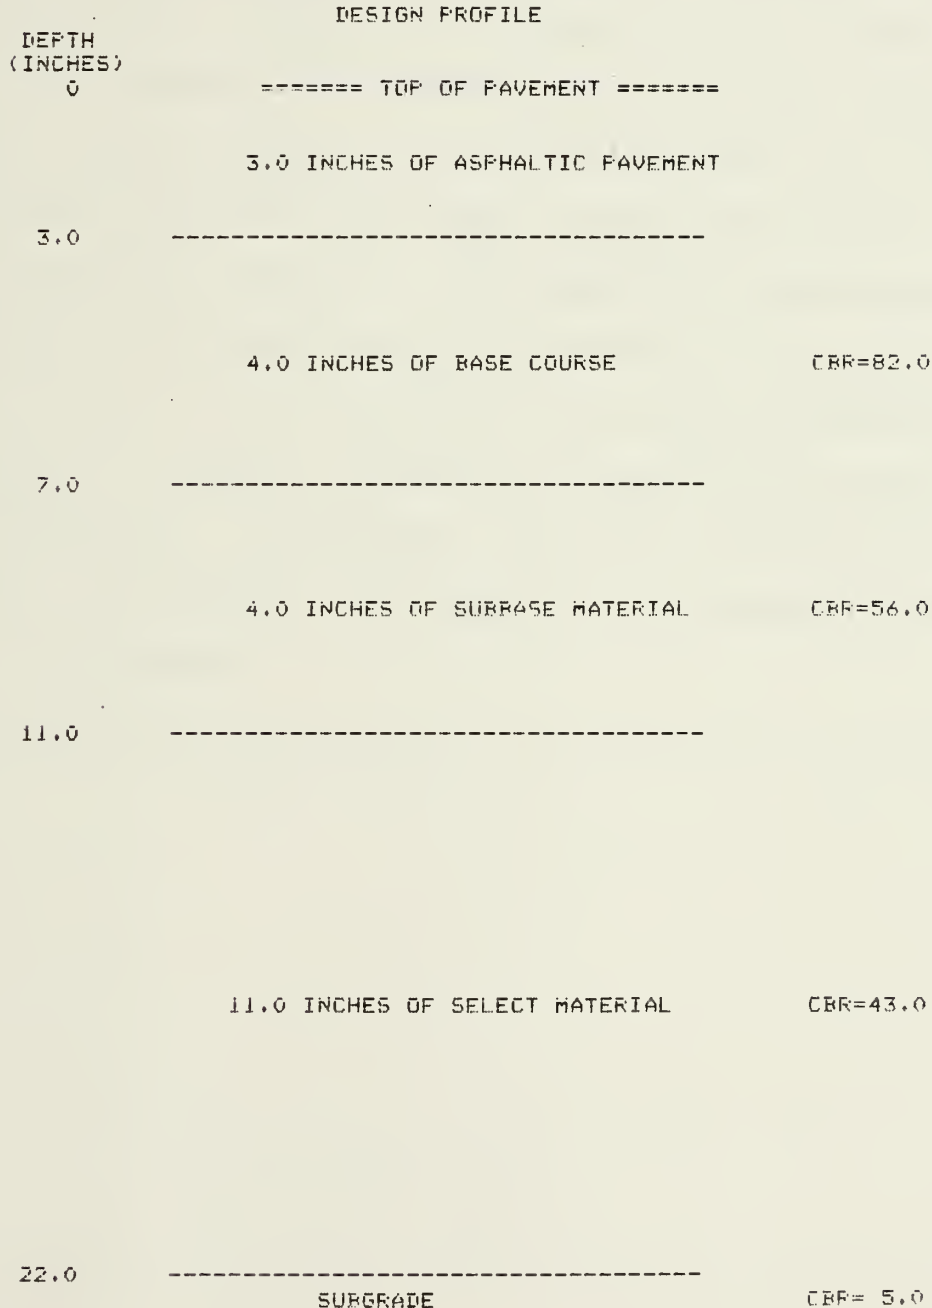 DESIGN PROFILE
DEPTH
(INCHES)
0 ======= TOP OF PAVEMENT =======
3.0 INCHES OF ASPHALTIC PAVEMENT
3.0 ------------------------------------
4.0 INCHES OF BASE COURSE CBR=82.0
7.0 ------------------------------------
4.0 INCHES OF SUBBASE MATERIAL CBR=56.0
11.0 ------------------------------------
11.0 INCHES OF SELECT MATERIAL CBR=43.0
22.0 ------------------------------------
SUBGRADE CBR= 5.0